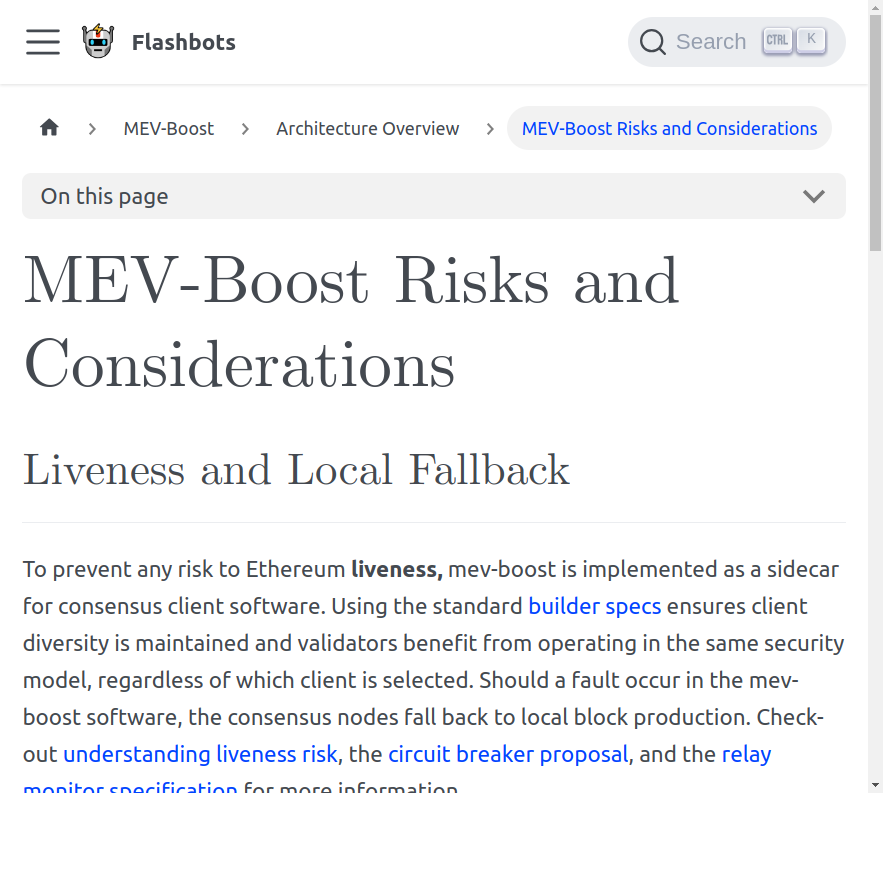 Flashbots
Search CTRL K
MEV-Boost
Architecture Overview
MEV-Boost Risks and Considerations
On this page
MEV-Boost Risks and
Considerations
Liveness and Local Fallback
To prevent any risk to Ethereum liveness, mev-boost is implemented as a sidecar
for consensus client software. Using the standard builder specs ensures client
diversity is maintained and validators benefit from operating in the same security
model, regardless of which client is selected. Should a fault occur in the mev-
boost software, the consensus nodes fall back to local block production. Check-
out understanding liveness risk, the circuit breaker proposal, and the relay
monitor specification for more information.